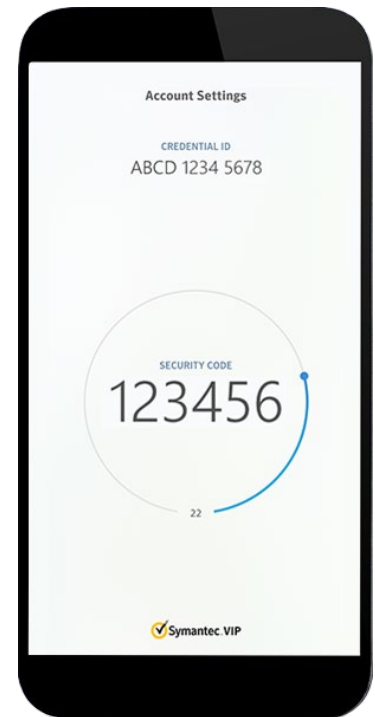 Account Settings
CREDENTIAL ID
ABCD 1234 5678
SECURITY CODE
123456
22
Symantec.VIP